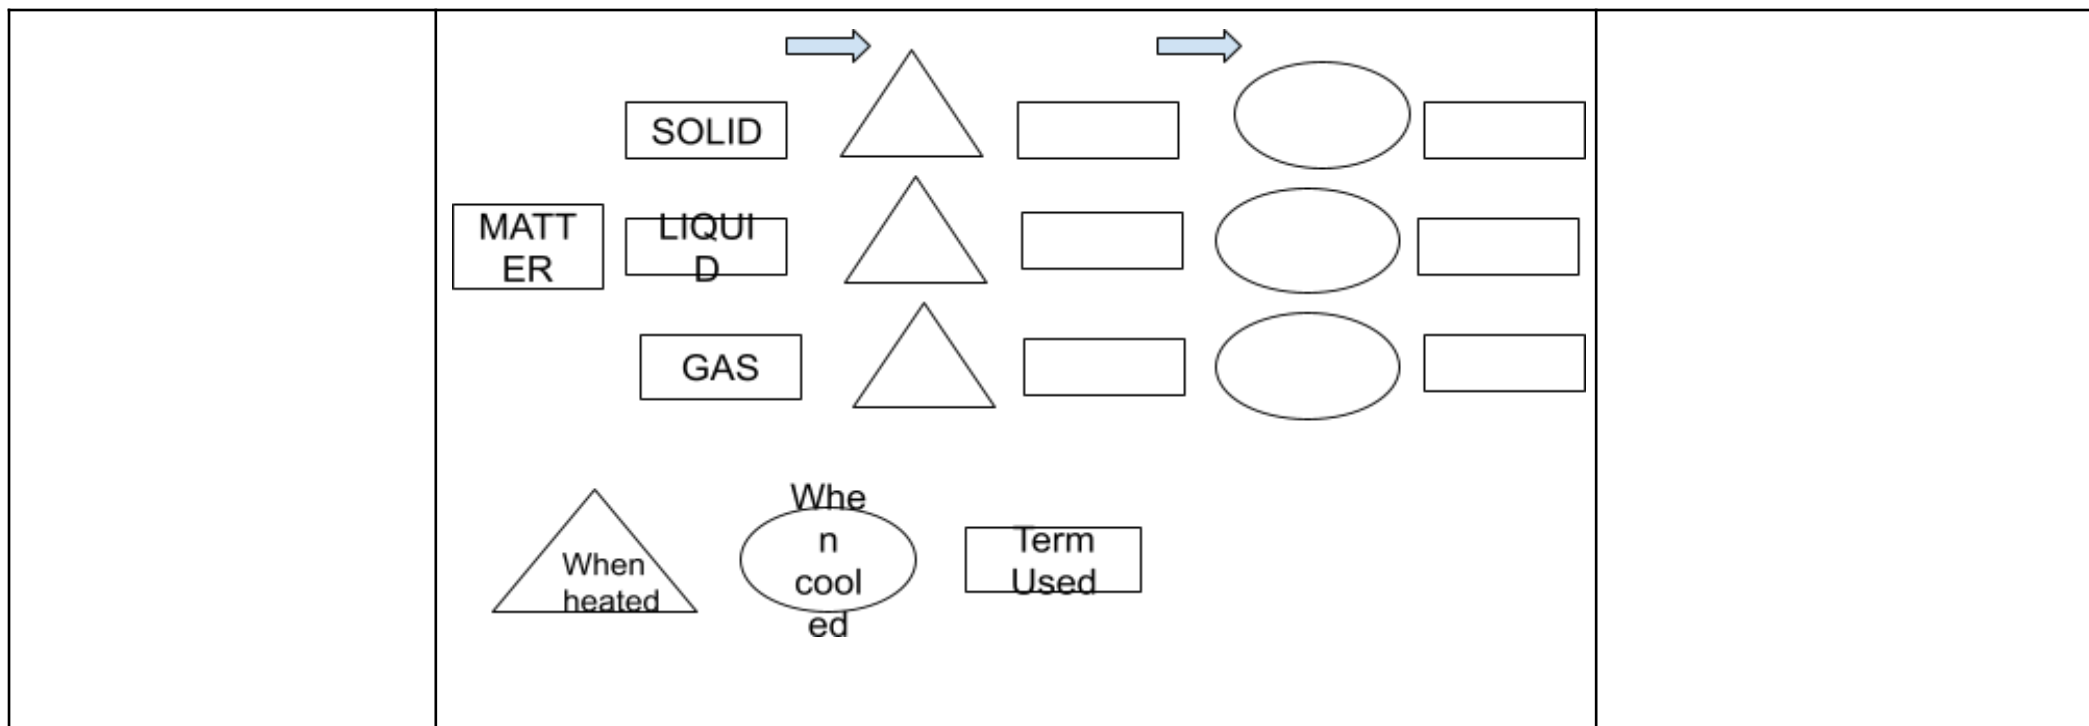 SOLID
MATT
ER
LIQUI
D
GAS
When
heated
Whe
n
cool
ed
Term
Used